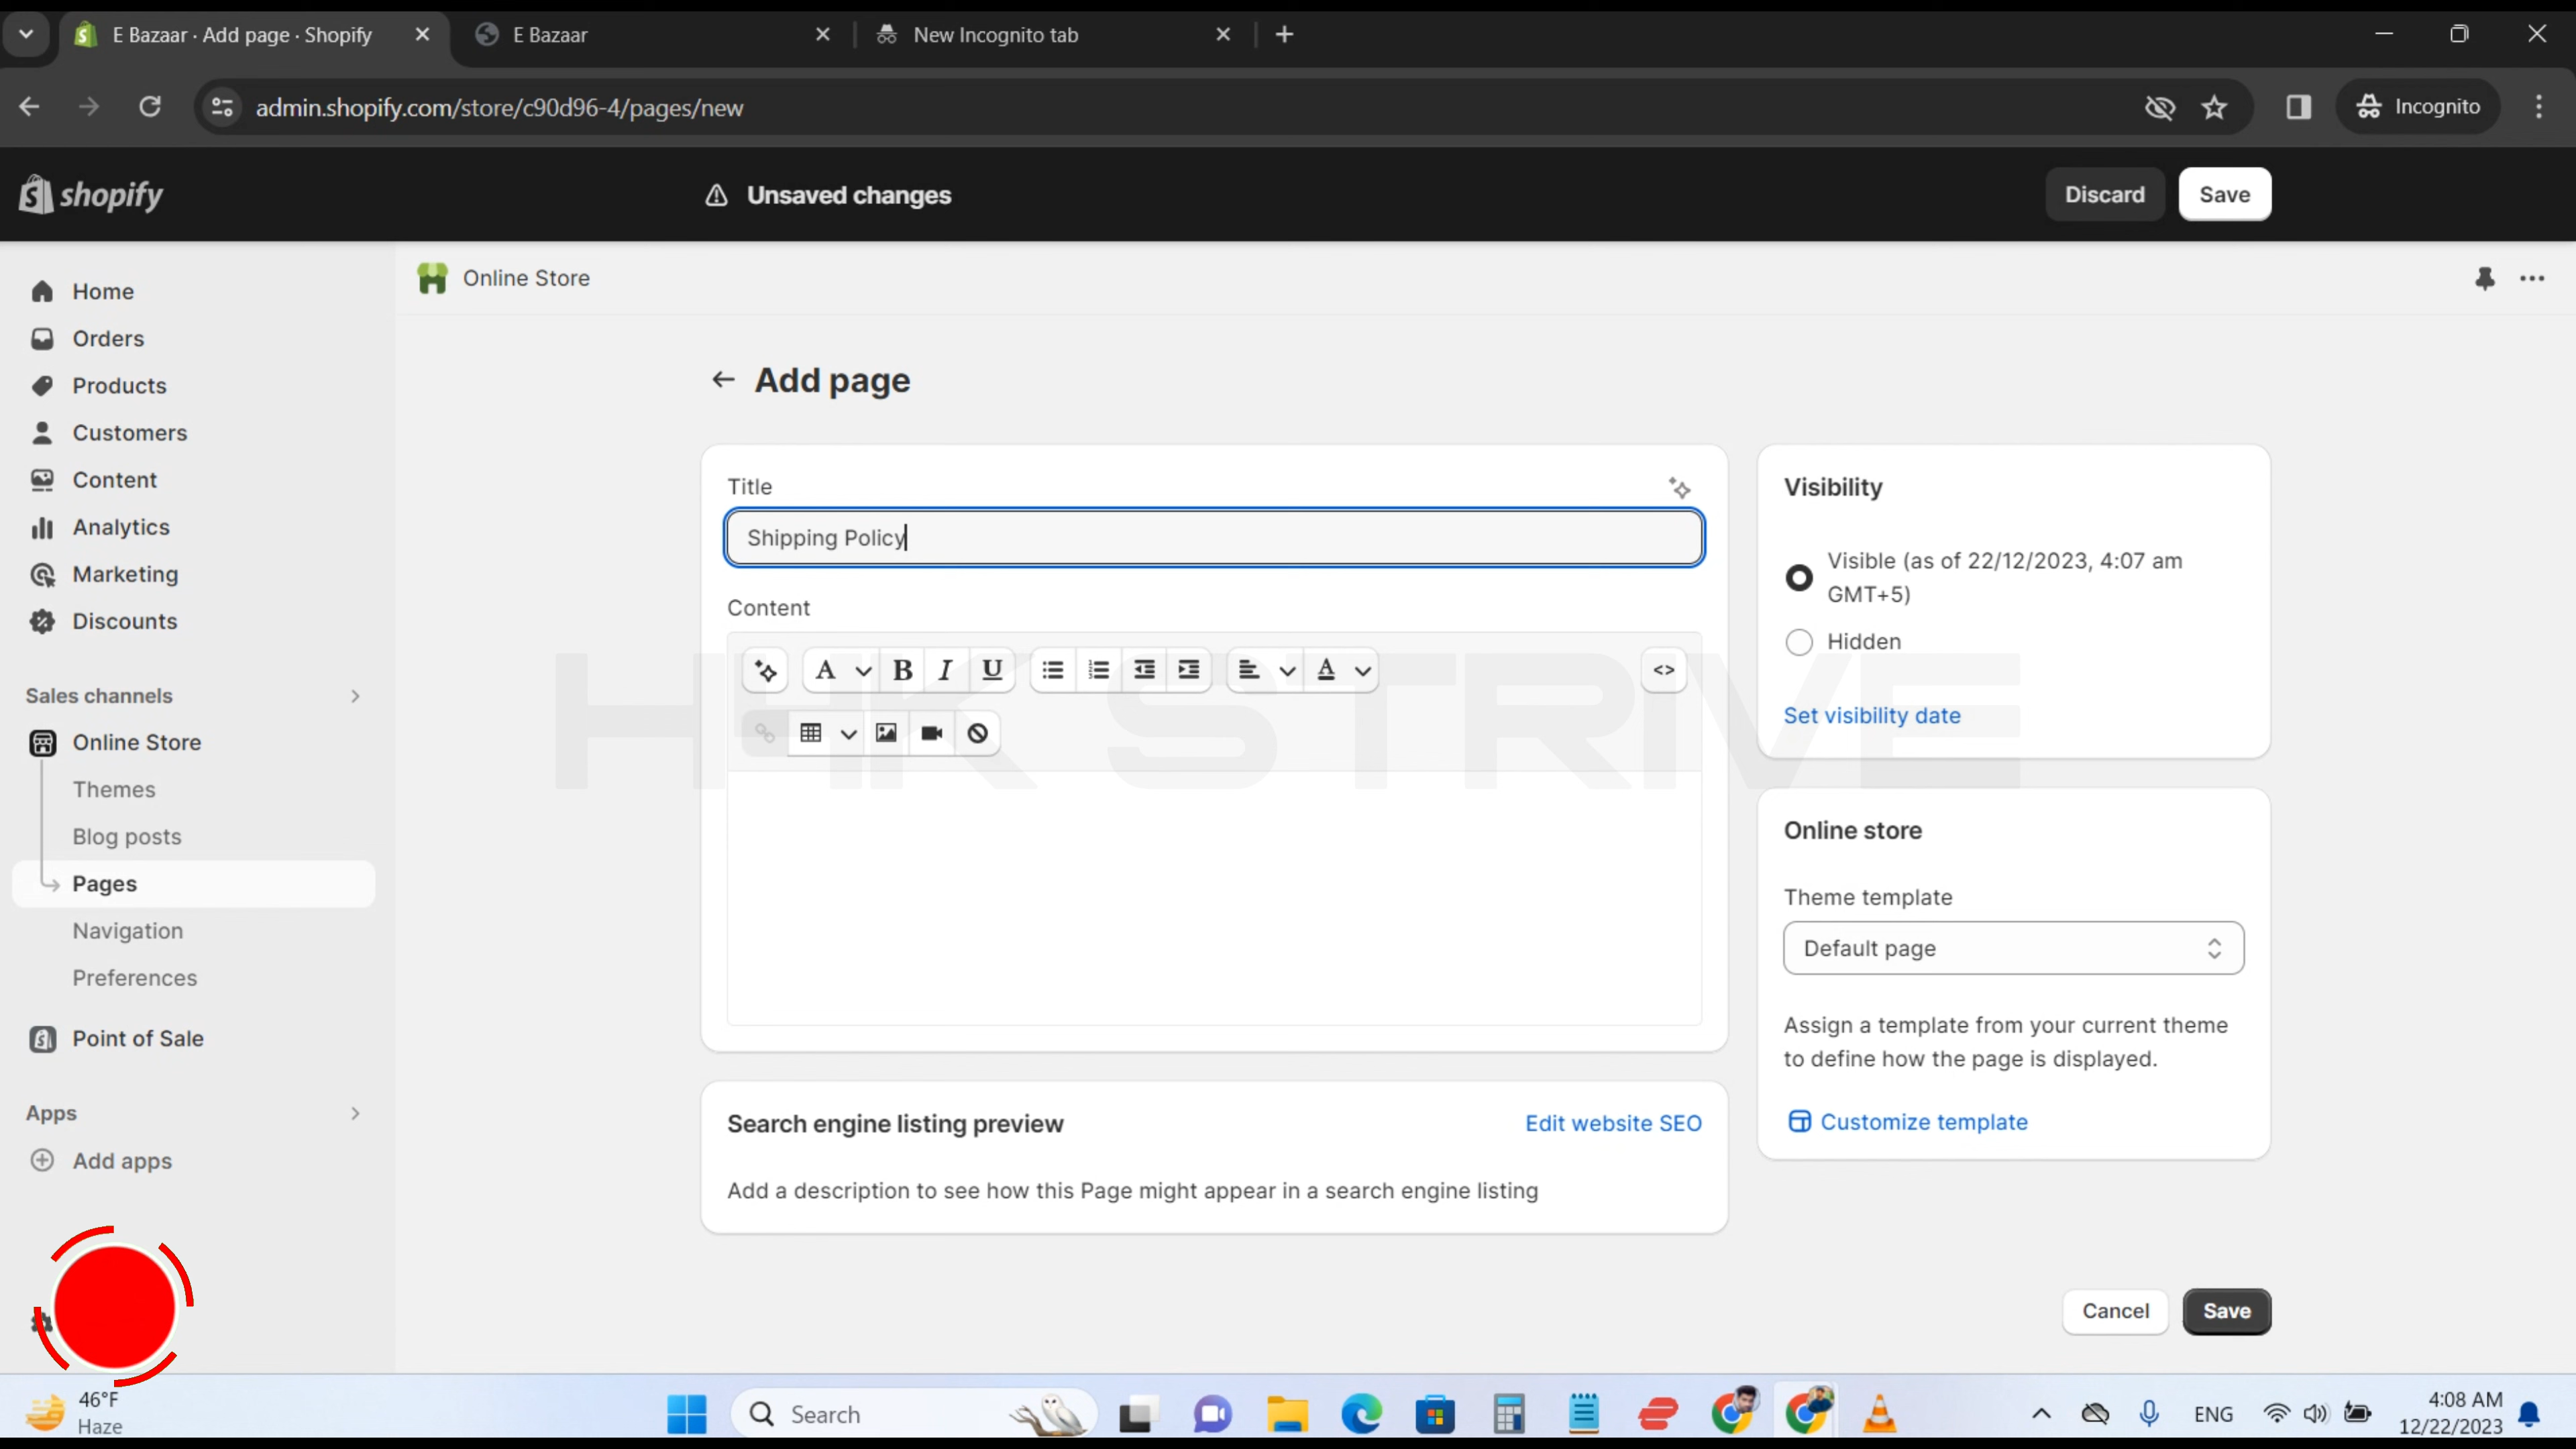 E Bazaar · Add page · Shopify
E Bazaar
New Incognito tab
admin.shopify.com/store/c90d96-4/pages/new
Incognito
shopify
Unsaved changes
Discard
Save
Home
Orders
Products
Customers
Content
Analytics
Marketing
Discounts
Sales channels
Online Store
Themes
Blog posts
Pages
Navigation
Preferences
Point of Sale
Apps
Add apps
Online Store
Add page
Title
Shipping Policy
Content
A
B I U
A
<>
Search engine listing preview
Edit website SEO
Add a description to see how this Page might appear in a search engine listing
Visibility
Visible (as of 22/12/2023, 4:07 am
GMT+5)
Hidden
Set visibility date
Online store
Theme template
Default page
Assign a template from your current theme
to define how the page is displayed.
Customize template
Cancel
Save
STRIVE
46°F
Haze
Search
ENG
4:08 AM
12/22/2023